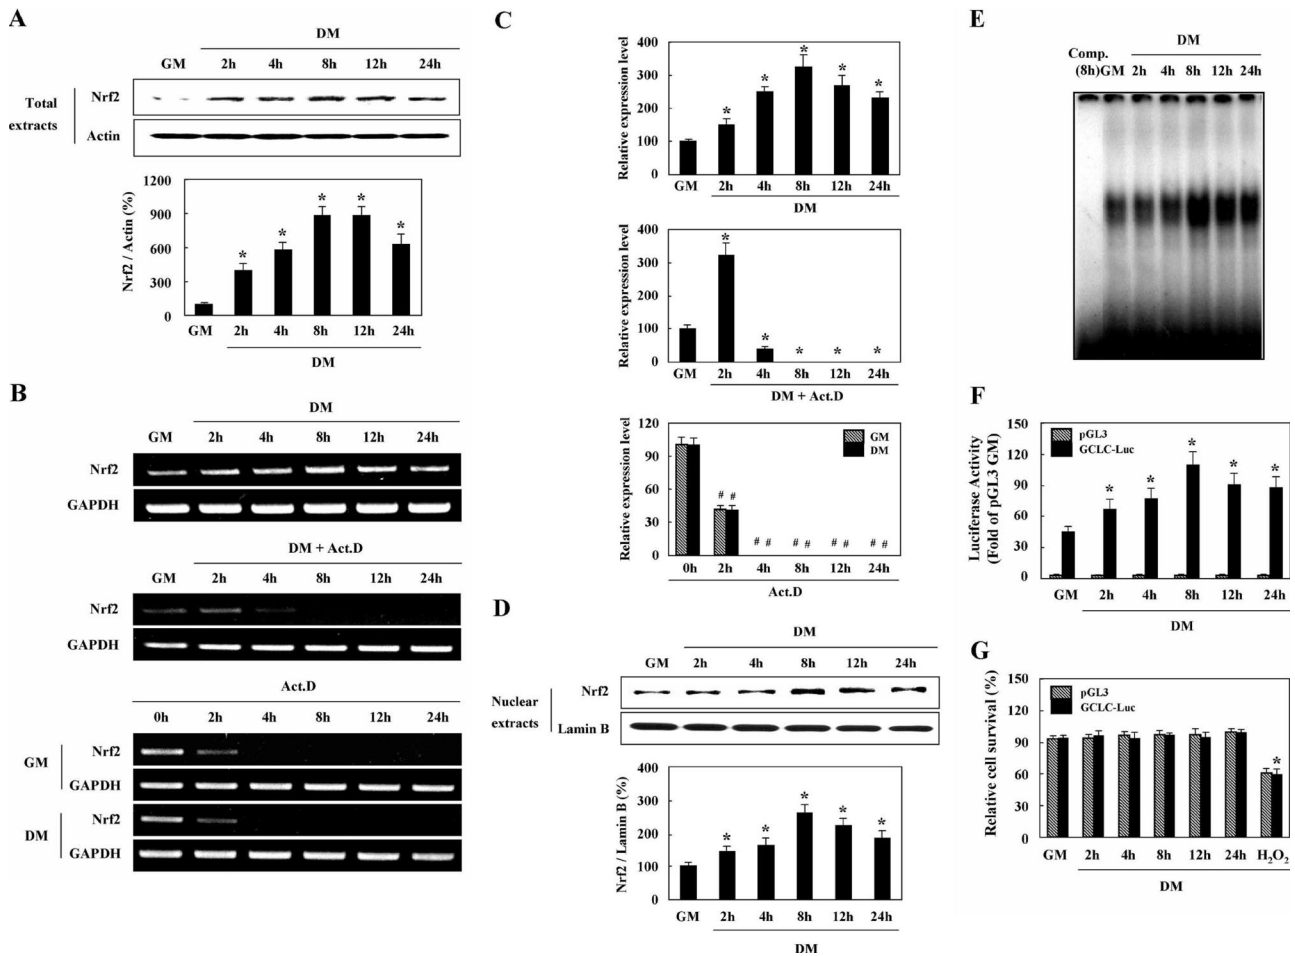 A
DM
GM 2h 4h 8h 12h 24h
Total extracts
Nrf2
Actin
Nrf2 / Actin (%)
1200
900
600
300
0
* * * * *
GM 2h 4h 8h 12h 24h
DM
B
DM
GM 2h 4h 8h 12h 24h
Nrf2
GAPDH
DM + Act.D
GM 2h 4h 8h 12h 24h
Nrf2
GAPDH
Act.D
0h 2h 4h 8h 12h 24h
GM
Nrf2
GAPDH
DM
Nrf2
GAPDH
C
Relative expression level
400
300
200
100
0
* * * * *
GM 2h 4h 8h 12h 24h
DM
Relative expression level
400
300
200
100
0
* * * * *
GM 2h 4h 8h 12h 24h
DM + Act.D
Relative expression level
120
90
60
30
0
GM
DM
# # # # # # # # # #
0h 2h 4h 8h 12h 24h
Act.D
D
DM
GM 2h 4h 8h 12h 24h
Nuclear extracts
Nrf2
Lamin B
Nrf2 / Lamin B (%)
400
300
200
100
0
* * * * *
GM 2h 4h 8h 12h 24h
DM
E
DM
Comp.
(8h) GM 2h 4h 8h 12h 24h
F
Luciferase Activity
(Fold of pGL3 GM)
150
120
90
60
30
0
pGL3
GCLC-Luc
* * * * *
GM 2h 4h 8h 12h 24h
DM
G
Relative cell survival (%)
150
120
90
60
30
0
pGL3
GCLC-Luc
*
GM 2h 4h 8h 12h 24h H₂O₂
DM